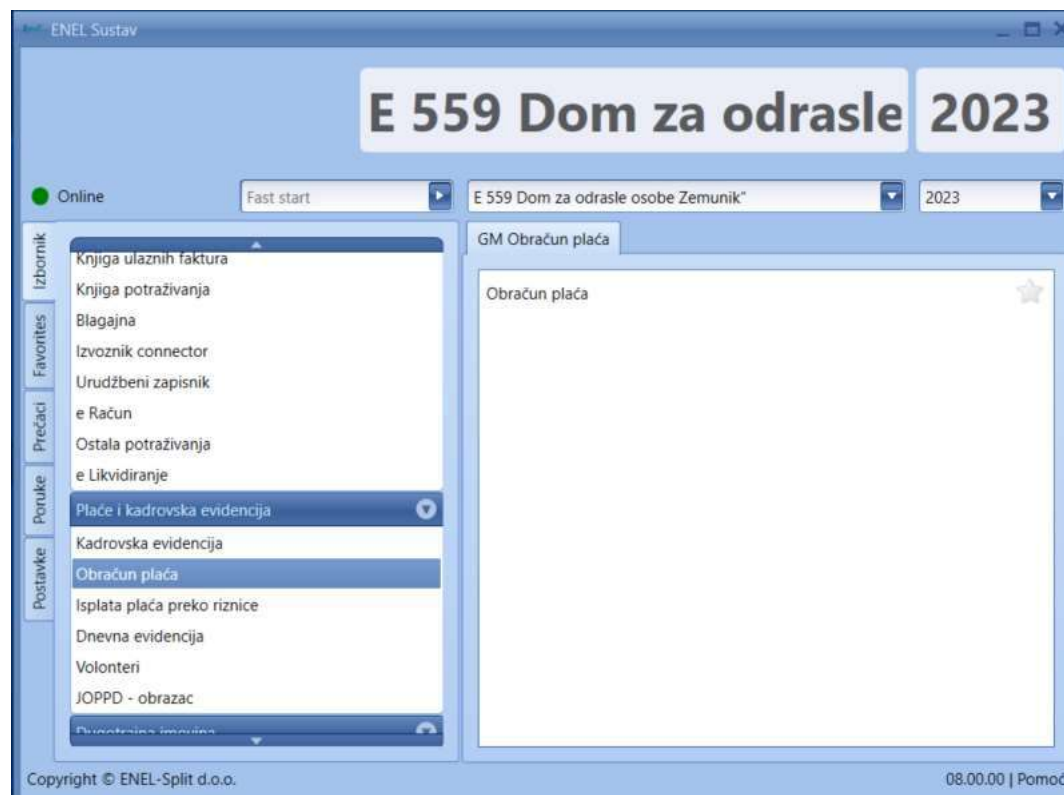 ENEL Sustav
E 559 Dom za odrasle 2023
Online Fast start E 559 Dom za odrasle osobe Zemunik" 2023
Izbornik
Favorites
Prečaci
Poruke
Postavke
Knjiga ulaznih faktura
Knjiga potraživanja
Blagajna
Izvoznik connector
Urudžbeni zapisnik
e Račun
Ostala potraživanja
e Likvidiranje
Plaće i kadrovska evidencija
Kadrovska evidencija
Obračun plaća
Isplata plaća preko riznice
Dnevna evidencija
Volonteri
JOPPD - obrazac
Dugotrajna imovina
GM Obračun plaća
Obračun plaća
Copyright © ENEL-Split d.o.o. 08.00.00 | Pomoć